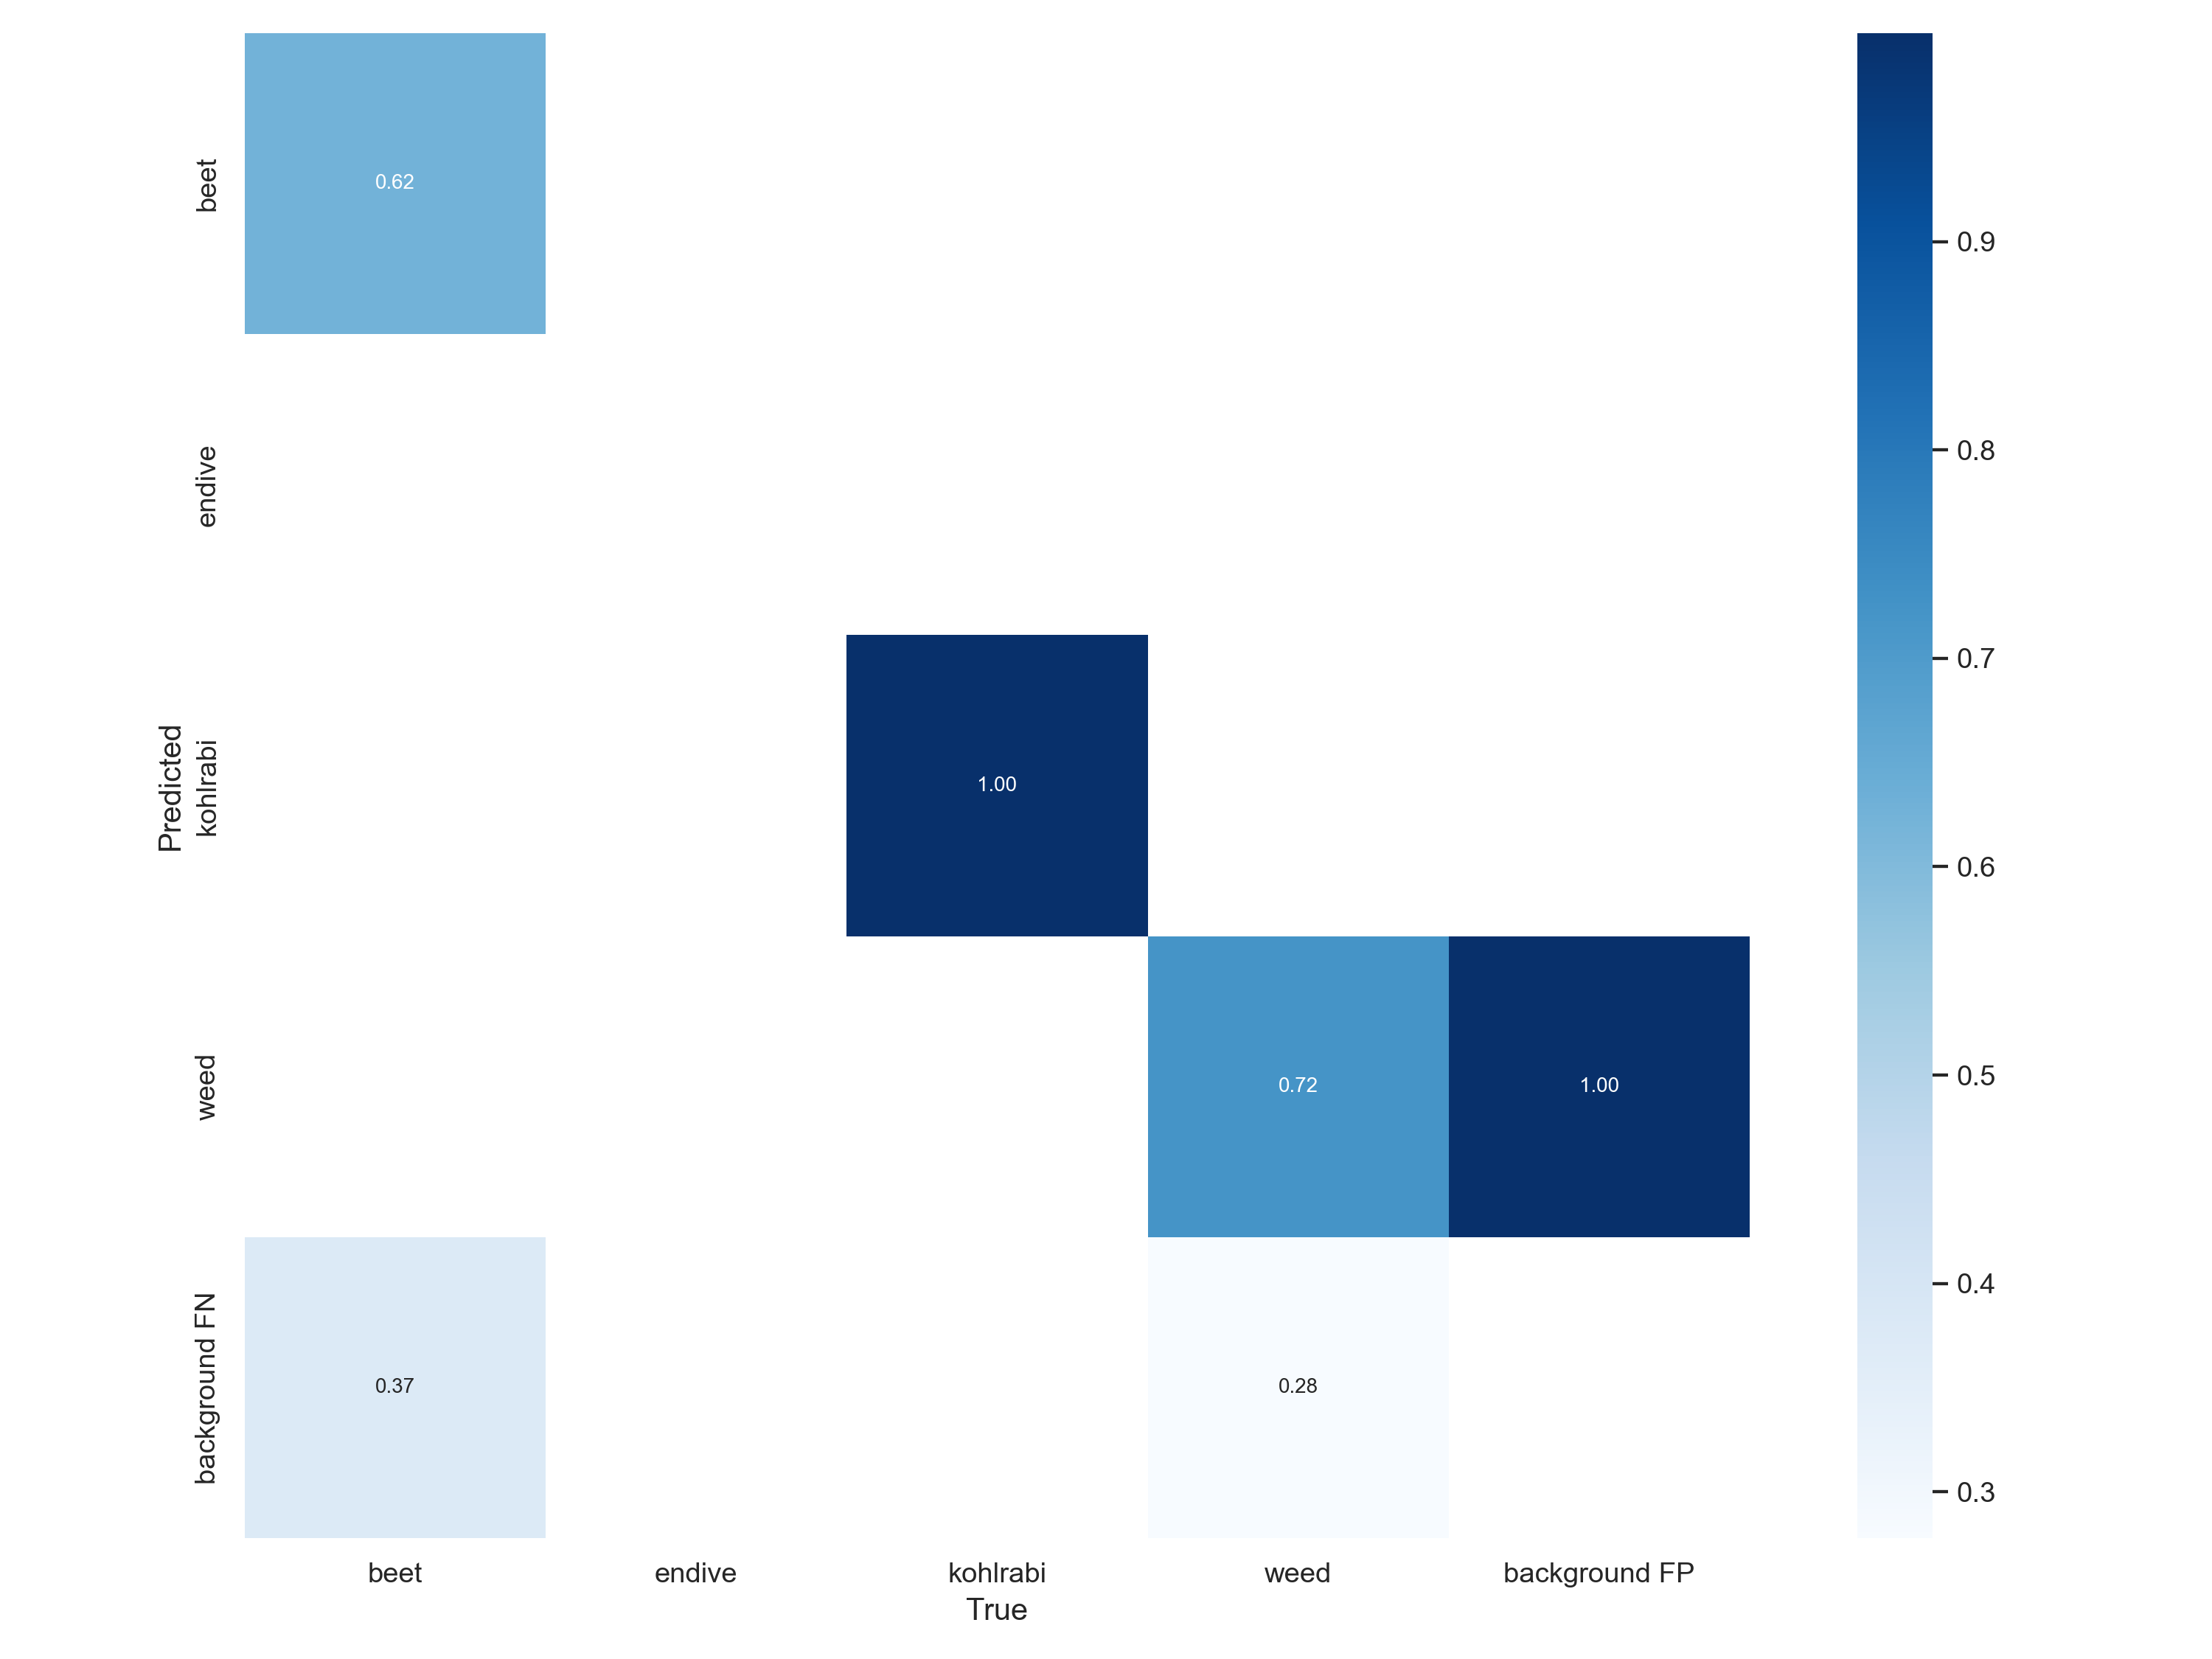 beet
0.62
0.9
0.8
endive
0.7
Predicted
kohlrabi
1.00
0.6
weed
0.72
1.00
0.5
0.4
background FN
0.37
0.28
0.3
beet
endive
kohlrabi
weed
background FP
True